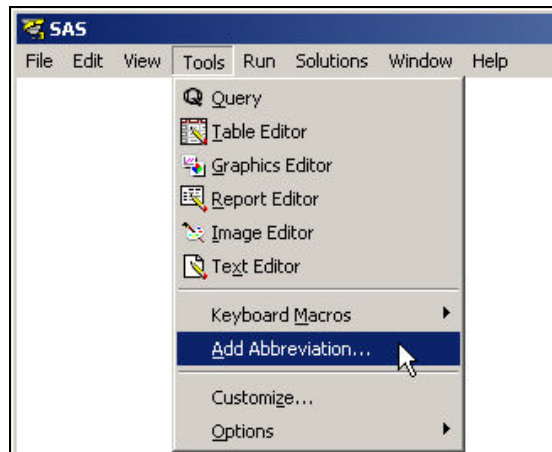 SAS
File Edit View Tools Run Solutions Window Help
Query
Table Editor
Graphics Editor
Report Editor
Image Editor
Text Editor
Keyboard Macros
Add Abbreviation...
Customize...
Options